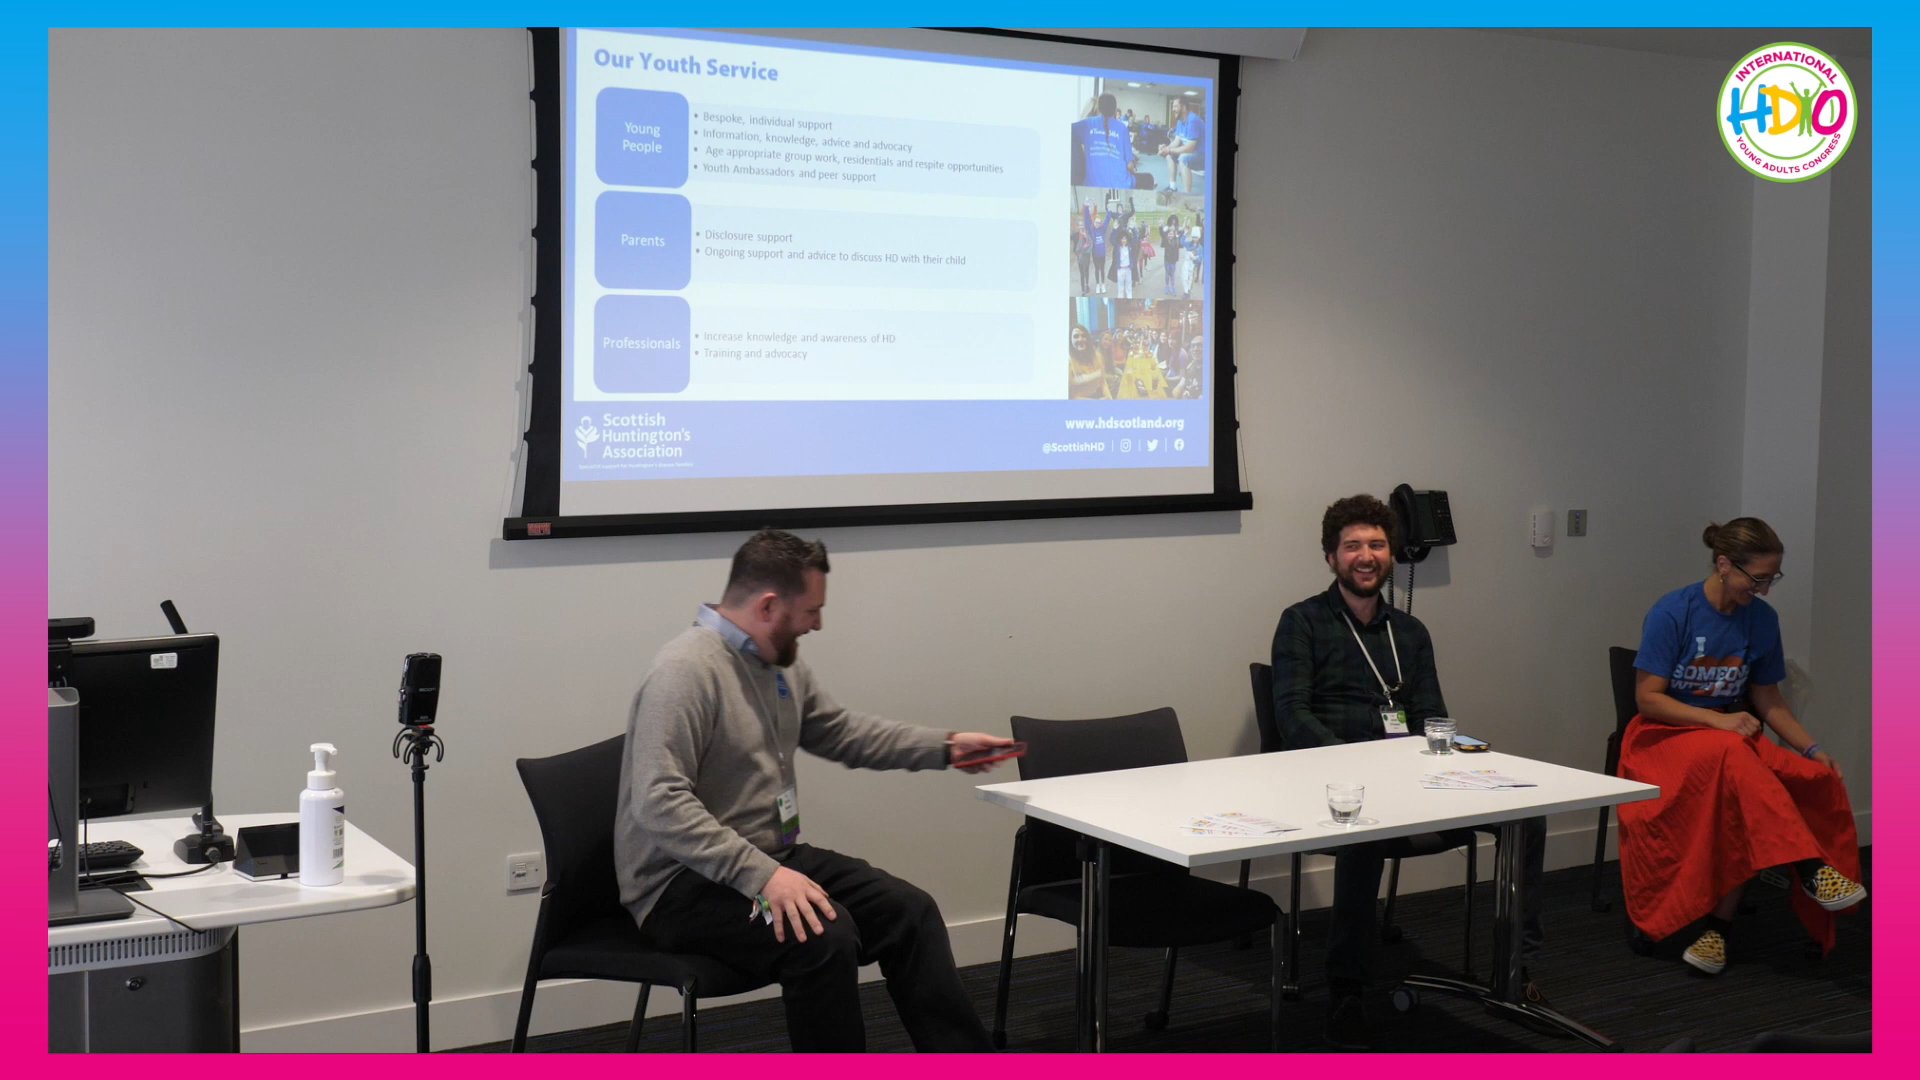 Our Youth Service
Young
People
• Bespoke, individual support
• Information, knowledge, advice and advocacy
• Age appropriate group work, residentials and respite opportunities
• Youth Ambassadors and peer support
Parents
• Disclosure support
• Ongoing support and advice to discuss HD with their child
Professionals
• Increase knowledge and awareness of HD
• Training and advocacy
Scottish
Huntington's
Association
www.hdscotland.org
@ScottishHD
INTERNATIONAL
HDYO
YOUNG ADULTS CONGRESS
I
SOMEONE
WITH